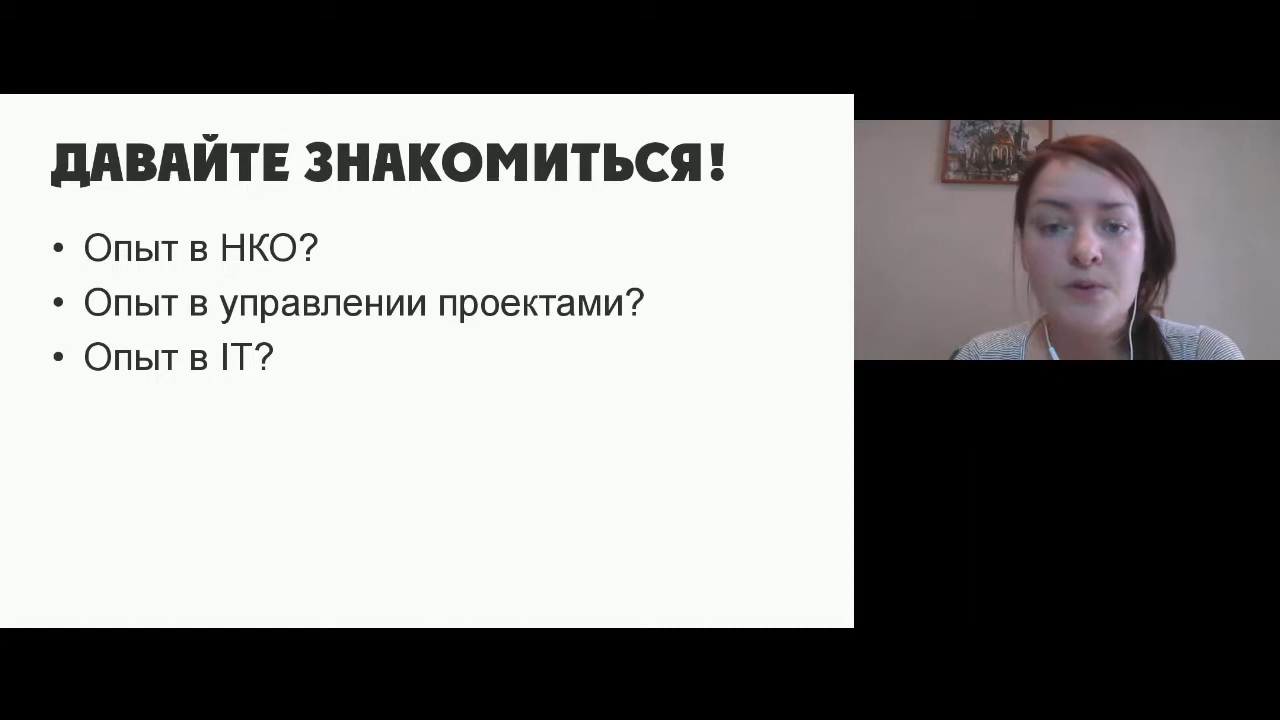 ДАВАЙТЕ ЗНАКОМИТЬСЯ!
• Опыт в НКО?
• Опыт в управлении проектами?
• Опыт в IT?